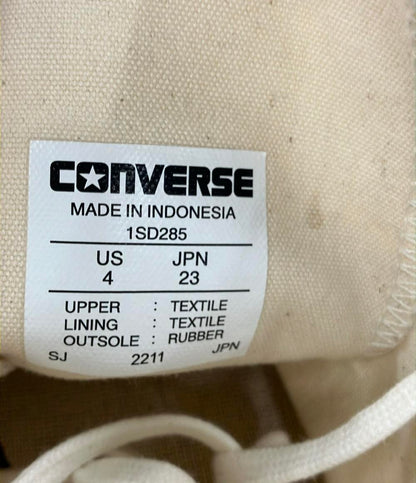 CONVERSE
MADE IN INDONESIA
1SD285
US JPN
4 23
UPPER : TEXTILE
LINING : TEXTILE
OUTSOLE : RUBBER
SJ 2211 JPN